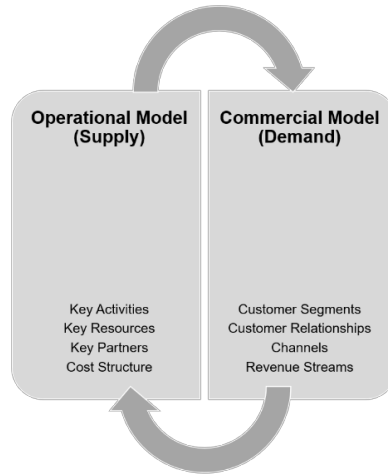 Operational Model
(Supply)
Key Activities
Key Resources
Key Partners
Cost Structure
Commercial Model
(Demand)
Customer Segments
Customer Relationships
Channels
Revenue Streams